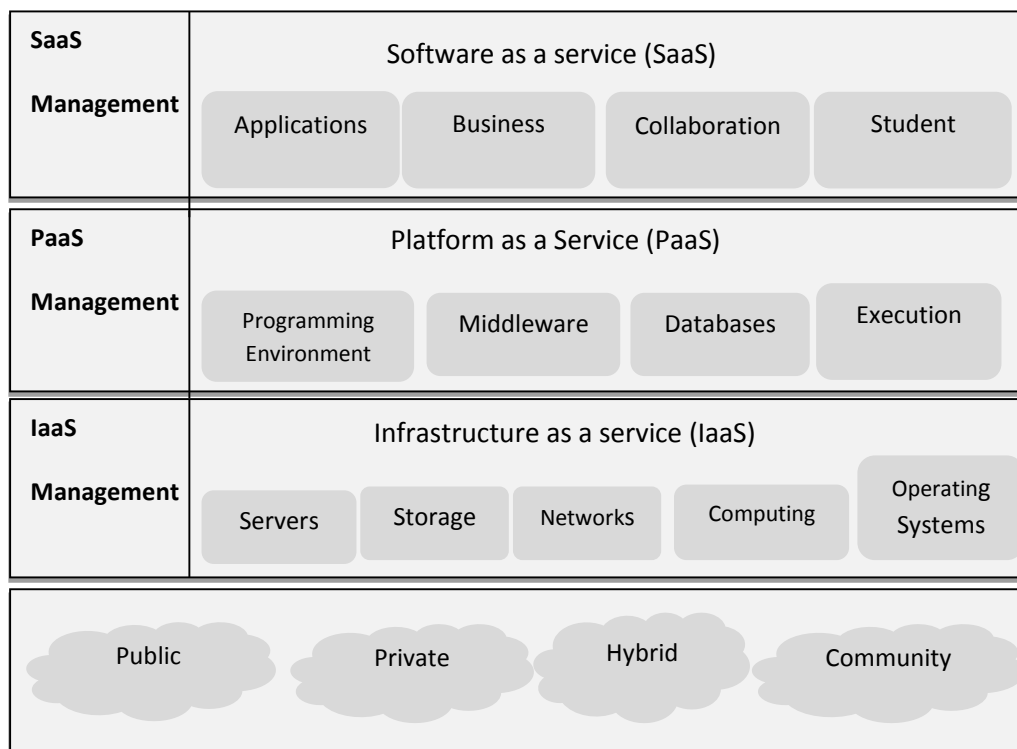 SaaS
Management
Software as a service (SaaS)
Applications
Business
Collaboration
Student
PaaS
Management
Platform as a Service (PaaS)
Programming
Environment
Middleware
Databases
Execution
IaaS
Management
Infrastructure as a service (IaaS)
Servers
Storage
Networks
Computing
Operating
Systems
Public
Private
Hybrid
Community